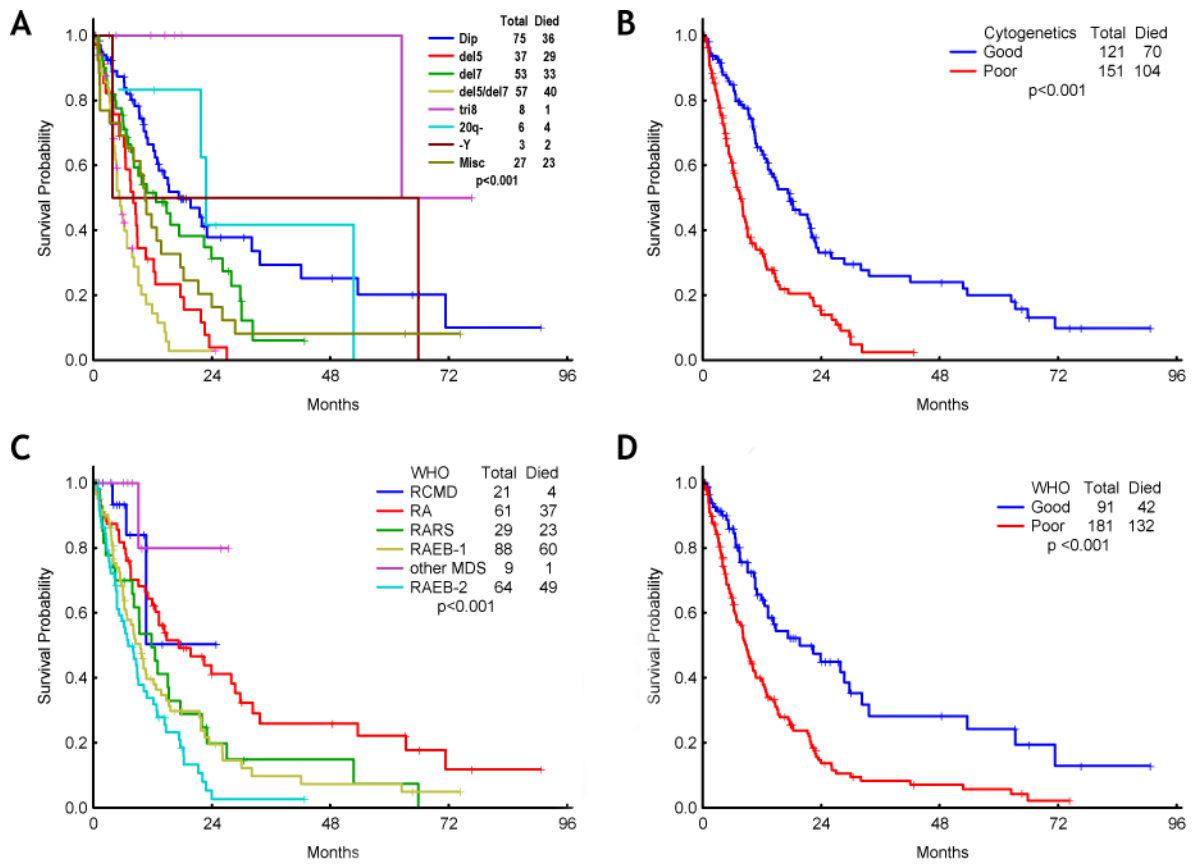 A
Total Died
Dip 75 36
del5 37 29
del7 53 33
del5/del7 57 40
tri8 8 1
20q- 6 4
-Y 3 2
Misc 27 23
p<0.001
Survival Probability
1.0
0.8
0.6
0.4
0.2
0.0
0 24 48 72 96
Months
B
Cytogenetics Total Died
Good 121 70
Poor 151 104
p<0.001
Survival Probability
1.0
0.8
0.6
0.4
0.2
0.0
0 24 48 72 96
Months
C
WHO Total Died
RCMD 21 4
RA 61 37
RARS 29 23
RAEB-1 88 60
other MDS 9 1
RAEB-2 64 49
p<0.001
Survival Probability
1.0
0.8
0.6
0.4
0.2
0.0
0 24 48 72 96
Months
D
WHO Total Died
Good 91 42
Poor 181 132
p <0.001
Survival Probability
1.0
0.8
0.6
0.4
0.2
0.0
0 24 48 72 96
Months